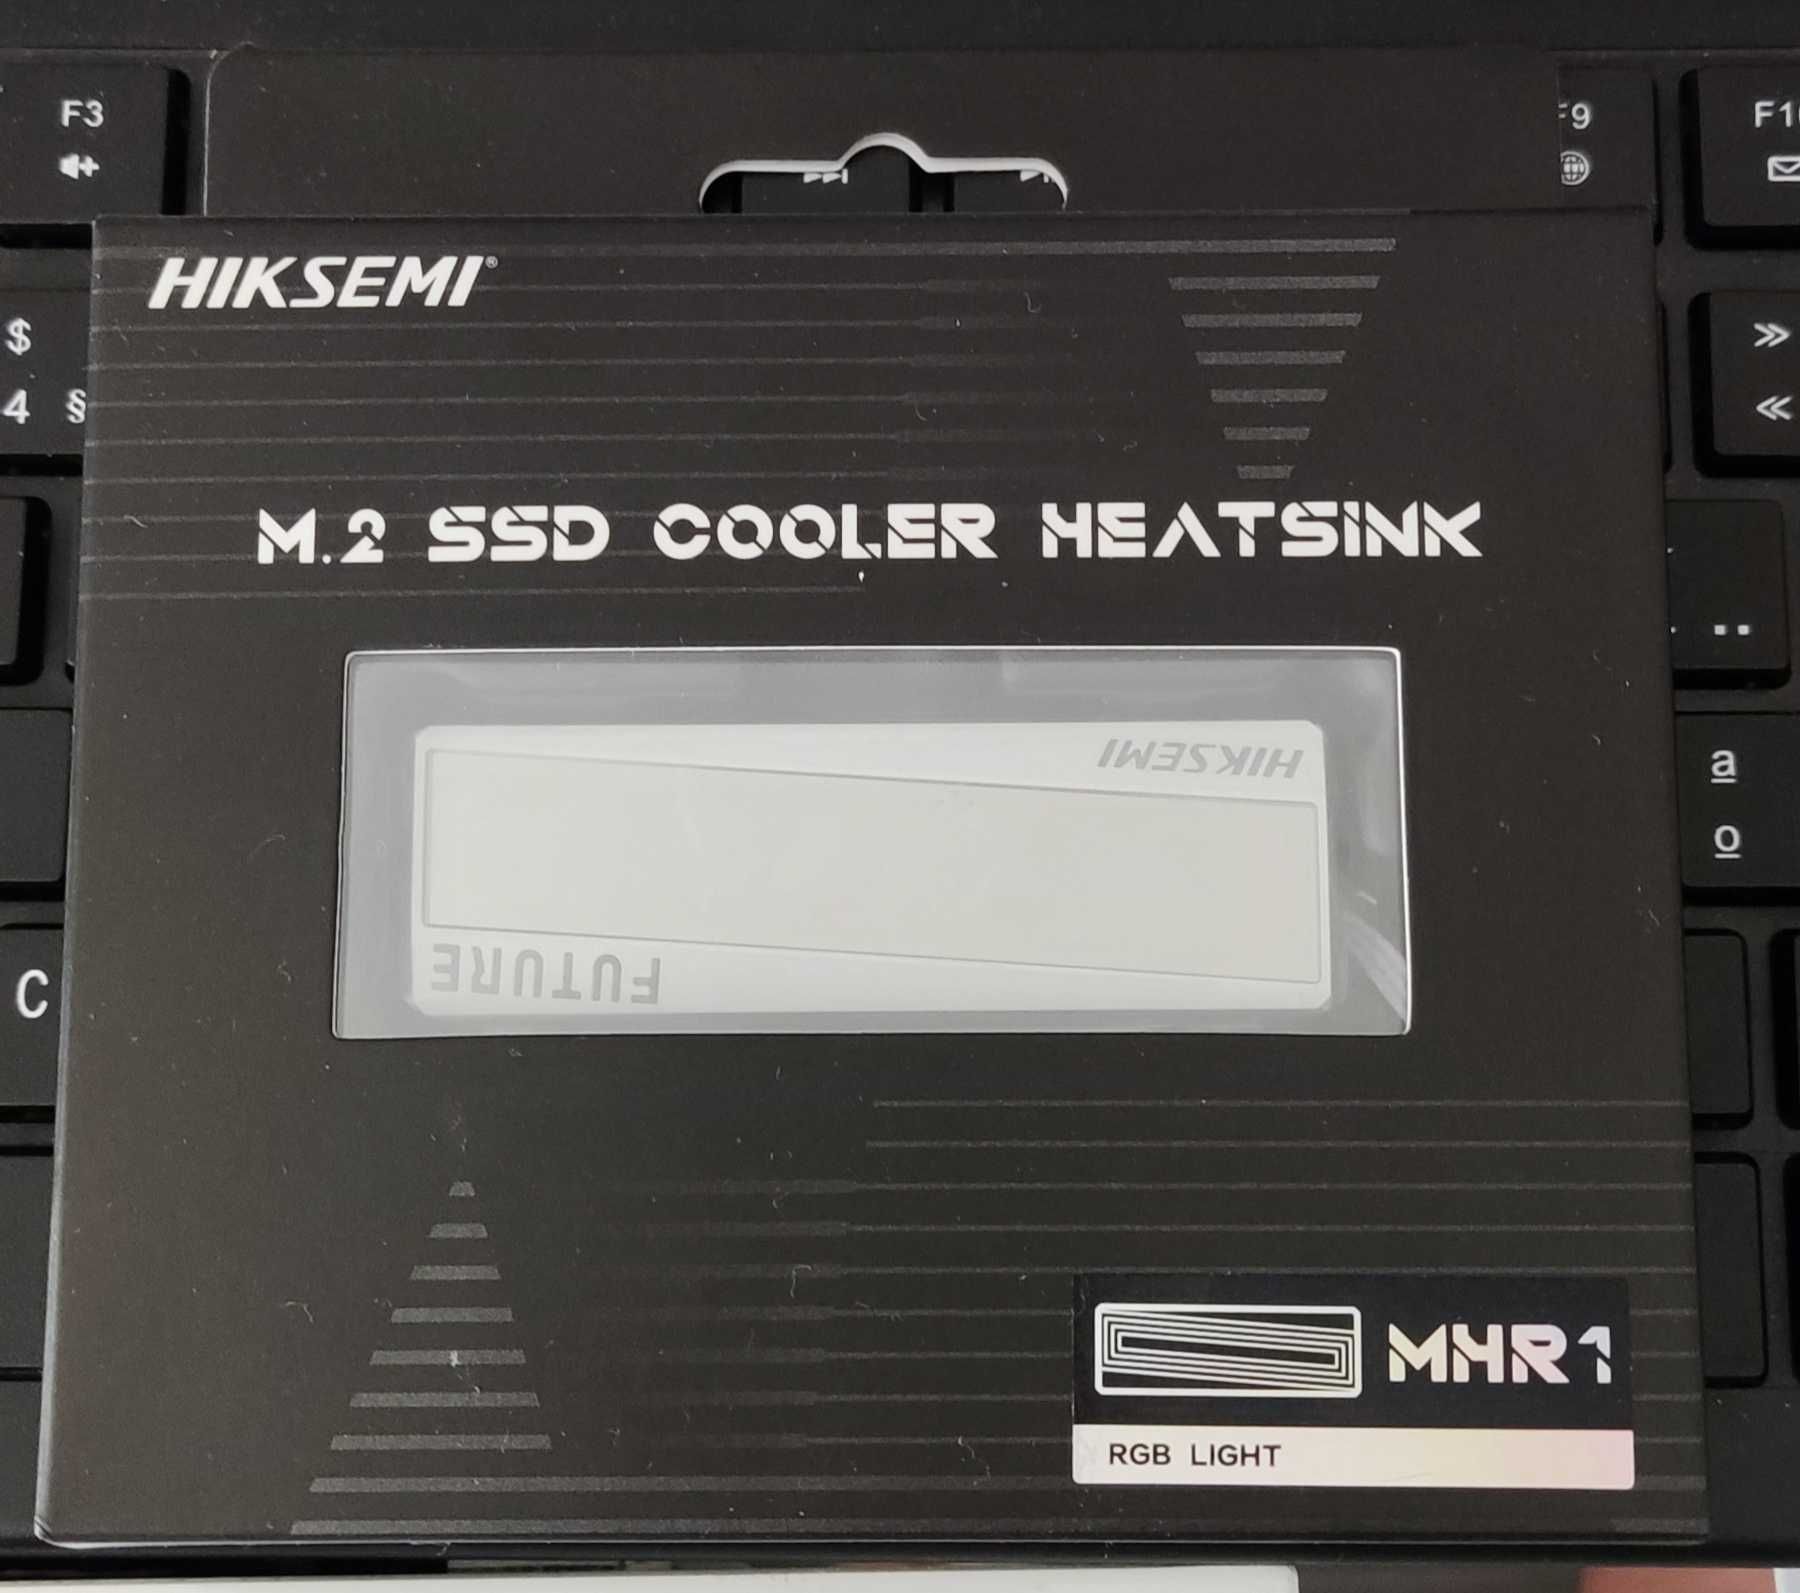 F3
F9
F10
HIKSEMI®
$
4 §
»
«
M.2 SSD COOLER HEATSINK
HIKSEMI
a
o
FUTURE
C
MHR1
RGB LIGHT